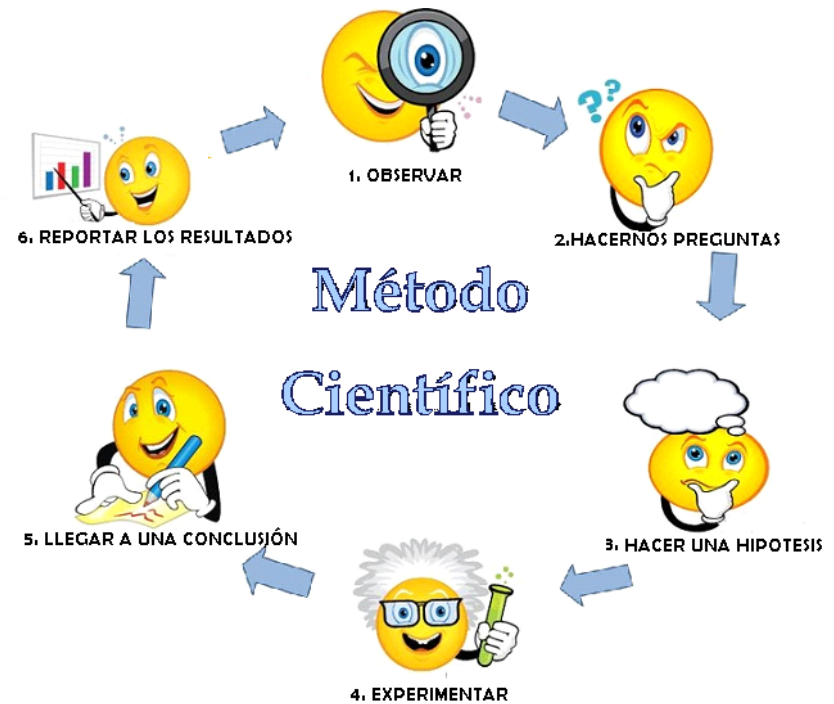 1. OBSERVAR
2.HACERNOS PREGUNTAS
6. REPORTAR LOS RESULTADOS
Método
Científico
3. HACER UNA HIPOTESIS
5. LLEGAR A UNA CONCLUSIÓN
4. EXPERIMENTAR